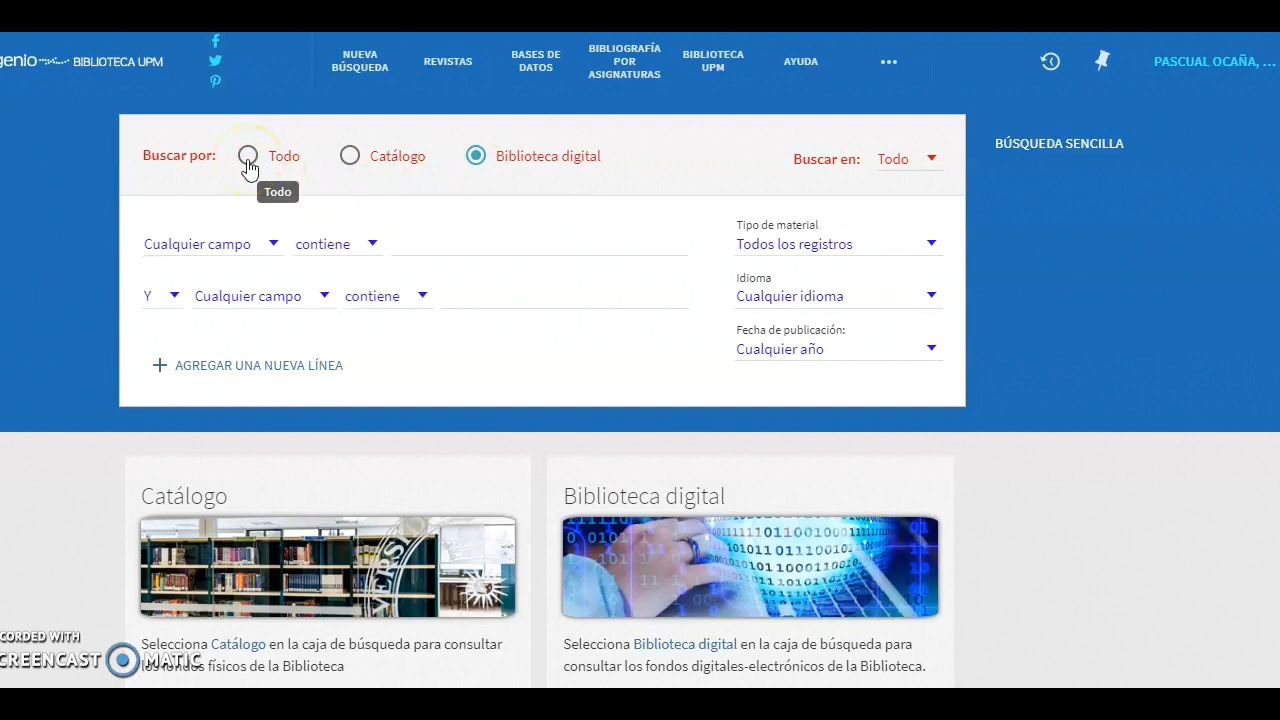 genio BIBLIOTECA UPM
NUEVA
BÚSQUEDA
REVISTAS
BASES DE
DATOS
BIBLIOGRAFÍA
POR
ASIGNATURAS
BIBLIOTECA
UPM
AYUDA
•••
PASCUAL OCAÑA, ...
Buscar por:
Todo
Catálogo
Biblioteca digital
Buscar en:
Todo
BÚSQUEDA SENCILLA
Todo
Cualquier campo
contiene
Y
Cualquier campo
contiene
+ AGREGAR UNA NUEVA LÍNEA
Tipo de material
Todos los registros
Idioma
Cualquier idioma
Fecha de publicación:
Cualquier año
Catálogo
VERSI
Selecciona Catálogo en la caja de búsqueda para consultar
los fondos físicos de la Biblioteca
Biblioteca digital
Selecciona Biblioteca digital en la caja de búsqueda para
consultar los fondos digitales-electrónicos de la Biblioteca.
CORDED WITH
CREENCAST MATIC